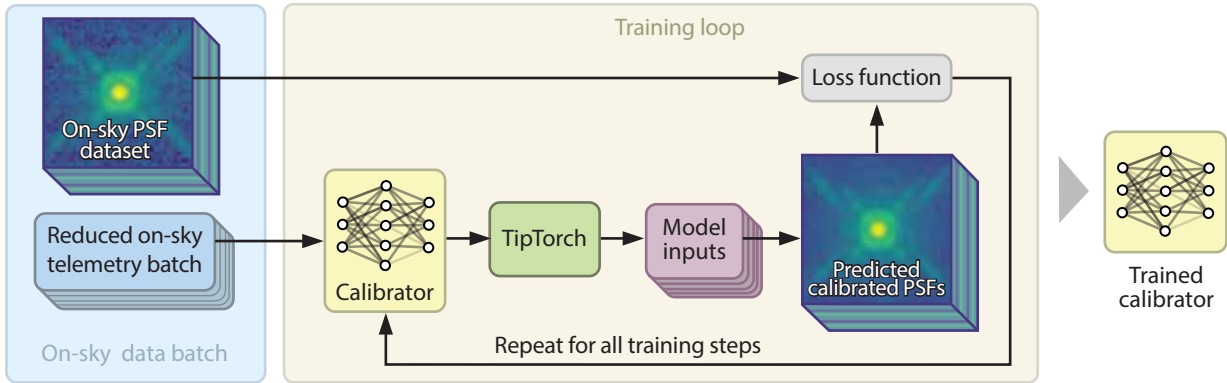 Training loop
On-sky PSF
dataset
Loss function
Reduced on-sky
telemetry batch
Calibrator
TipTorch
Model
inputs
Predicted
calibrated PSFs
Trained
calibrator
On-sky data batch
Repeat for all training steps